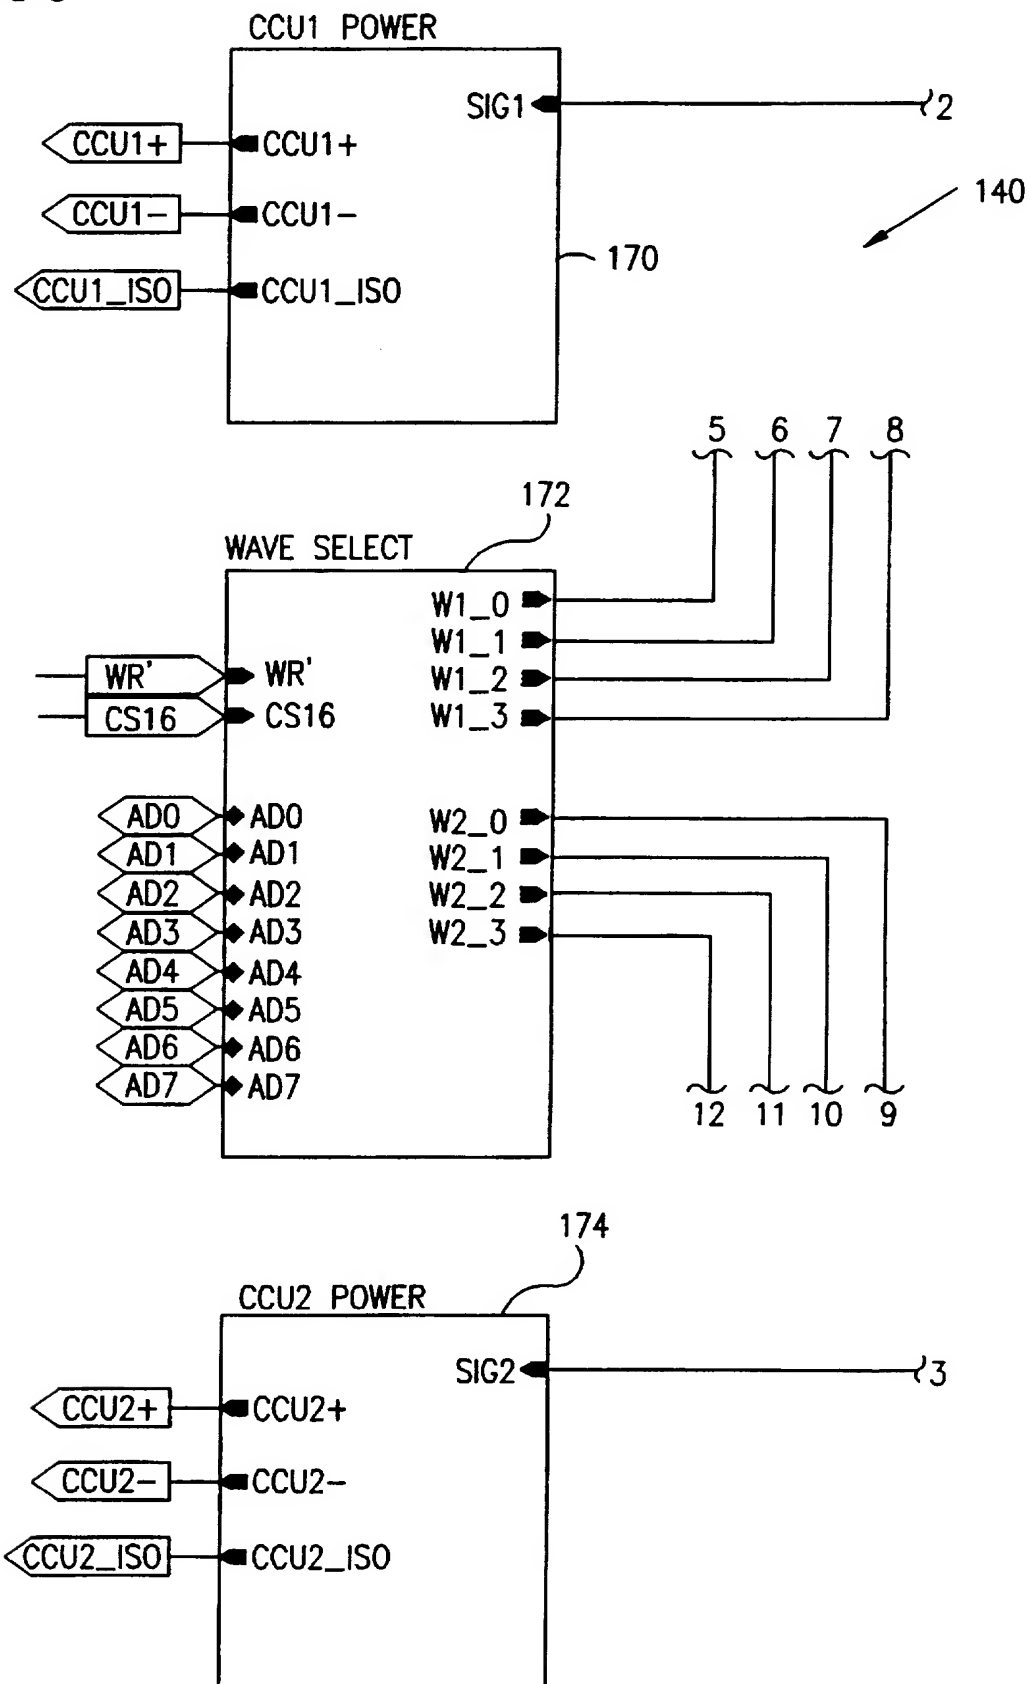 CCU1 POWER
SIG1
2
CCU1+ CCU1+
140
CCU1- CCU1-
170
CCU1_ISO CCU1_ISO
5 6 7 8
172
WAVE SELECT
W1_0
W1_1
WR' WR' W1_2
CS16 CS16 W1_3
AD0 AD0 W2_0
AD1 AD1 W2_1
AD2 AD2 W2_2
AD3 AD3 W2_3
AD4 AD4
AD5 AD5
AD6 AD6
AD7 AD7
12 11 10 9
174
CCU2 POWER
SIG2
3
CCU2+ CCU2+
CCU2- CCU2-
CCU2_ISO CCU2_ISO